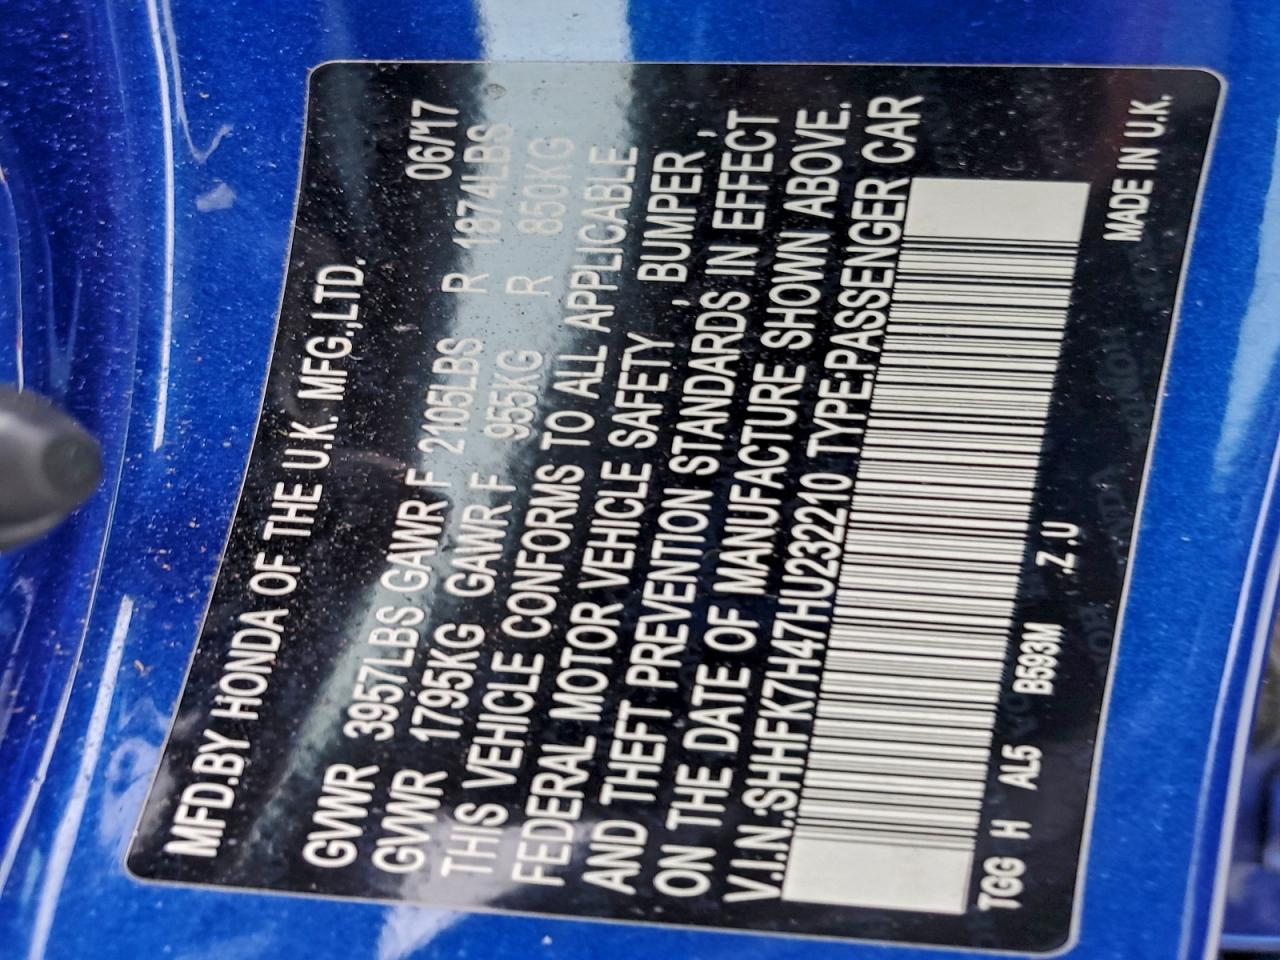 MFD.BY HONDA OF THE U.K. MFG.,LTD.
06/17
GVWR 3957LBS GAWR F 2105LBS R 1874LBS
GVWR 1795KG GAWR F 955KG R 850KG
THIS VEHICLE CONFORMS TO ALL APPLICABLE
FEDERAL MOTOR VEHICLE SAFETY , BUMPER ,
AND THEFT PREVENTION STANDARDS IN EFFECT
ON THE DATE OF MANUFACTURE SHOWN ABOVE.
V.I.N.:SHHFK7H47HU232210 TYPE:PASSENGER CAR
TGG H AL5 B593M Z.U
MADE IN U.K.